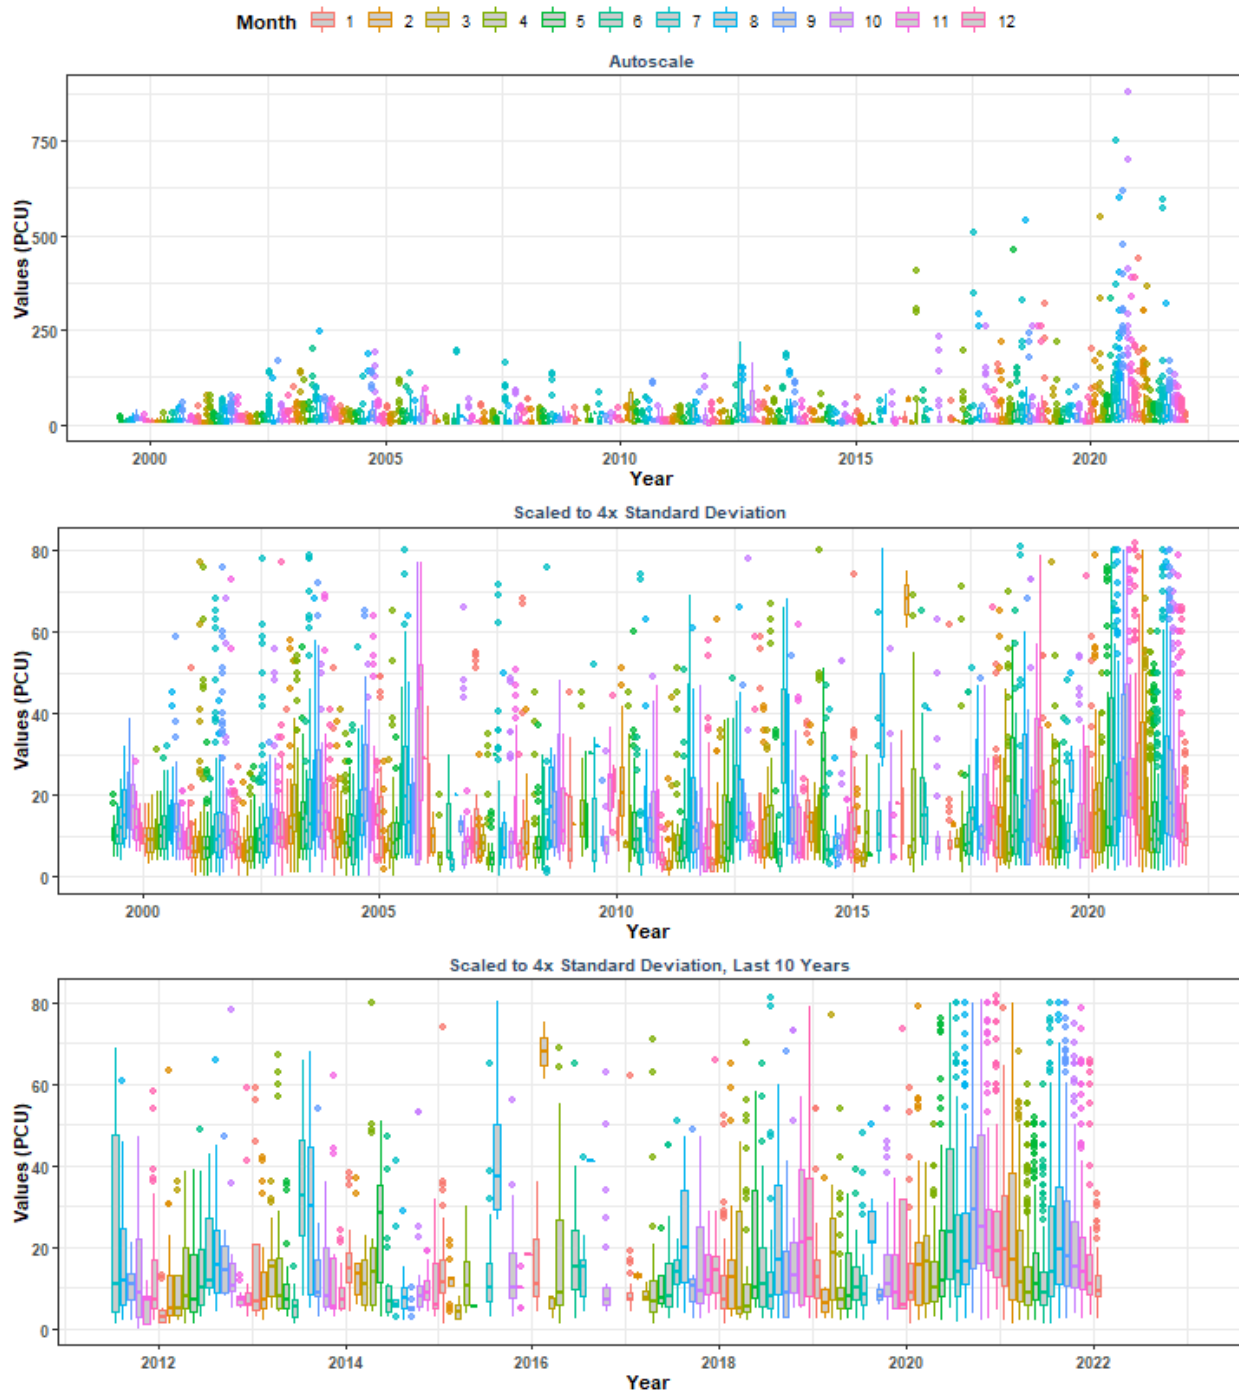 Month 1 2 3 4 5 6 7 8 9 10 11 12
Autoscale
Values (PCU)
750
500
250
0
2000 2005 2010 2015 2020
Year
Scaled to 4x Standard Deviation
Values (PCU)
80
60
40
20
0
2000 2005 2010 2015 2020
Year
Scaled to 4x Standard Deviation, Last 10 Years
Values (PCU)
80
60
40
20
0
2012 2014 2016 2018 2020 2022
Year